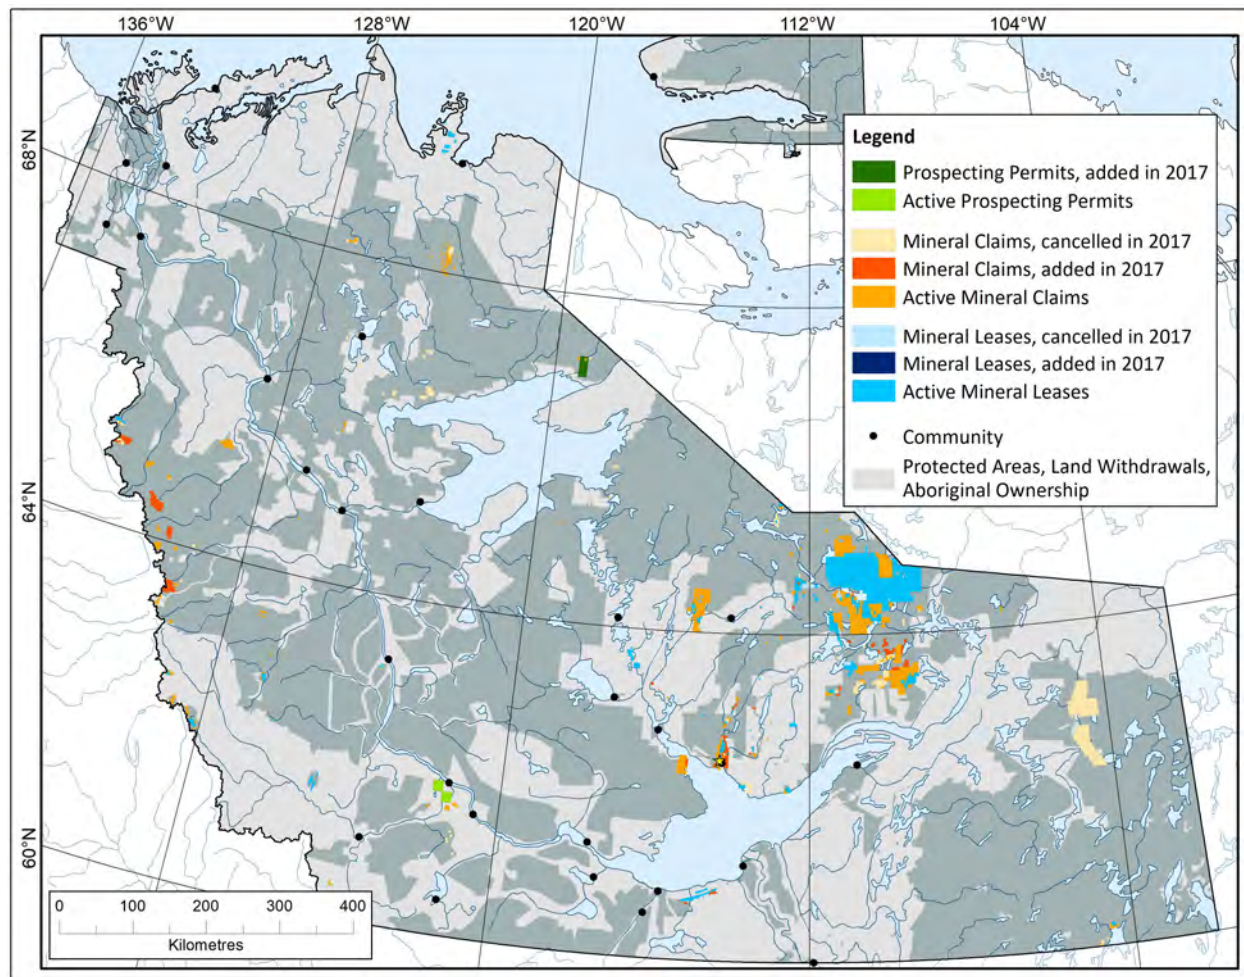 136°W
128°W
120°W
112°W
104°W
68°N
64°N
60°N
Legend
Prospecting Permits, added in 2017
Active Prospecting Permits
Mineral Claims, cancelled in 2017
Mineral Claims, added in 2017
Active Mineral Claims
Mineral Leases, cancelled in 2017
Mineral Leases, added in 2017
Active Mineral Leases
Community
Protected Areas, Land Withdrawals,
Aboriginal Ownership
0 100 200 300 400
Kilometres